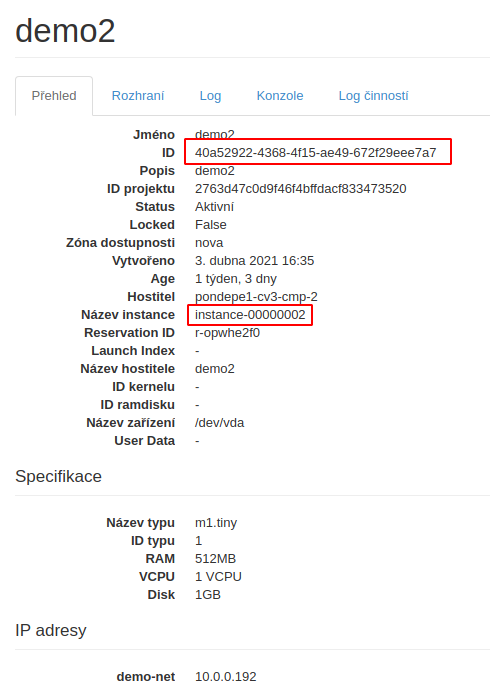 demo2
Přehled Rozhraní Log Konzole Log činností
Jméno demo2
ID 40a52922-4368-4f15-ae49-672f29eee7a7
Popis demo2
ID projektu 2763d47c0d9f46f4bffdacf833473520
Status Aktivní
Locked False
Zóna dostupnosti nova
Vytvořeno 3. dubna 2021 16:35
Age 1 týden, 3 dny
Hostitel pondepe1-cv3-cmp-2
Název instance instance-00000002
Reservation ID r-opwhe2f0
Launch Index -
Název hostitele demo2
ID kernelu -
ID ramdisku -
Název zařízení /dev/vda
User Data -
Specifikace
Název typu m1.tiny
ID typu 1
RAM 512MB
VCPU 1 VCPU
Disk 1GB
IP adresy
demo-net 10.0.0.192